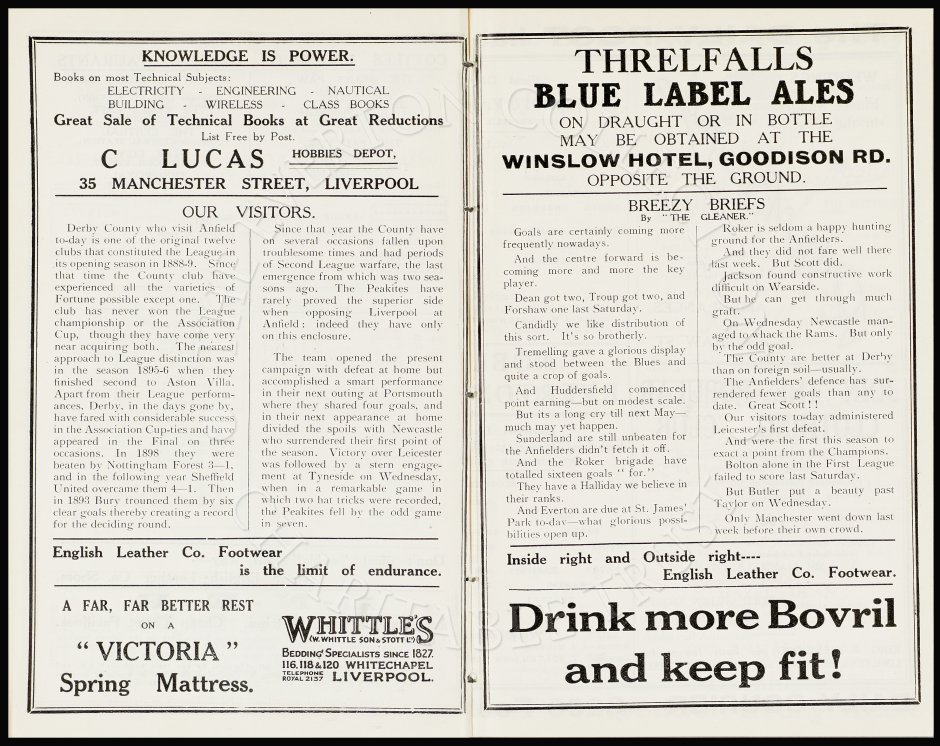 KNOWLEDGE IS POWER.
Books on most Technical Subjects:
ELECTRICITY - ENGINEERING - NAUTICAL
BUILDING - WIRELESS - CLASS BOOKS
Great Sale of Technical Books at Great Reductions
List Free by Post.
C LUCAS HOBBIES DEPOT,
35 MANCHESTER STREET, LIVERPOOL
OUR VISITORS.
Derby County who visit Anfield
to-day is one of the original twelve
clubs that constituted the League in
its opening season in 1888-9. Since
that time the County club have
experienced all the varieties of
Fortune possible except one. The
club has never won the League
championship or the Association
Cup, though they have come very
near acquiring both. The nearest
approach to League distinction was
in the season 1895-6 when they
finished second to Aston Villa.
Apart from their League perform-
ances, Derby, in the days gone by,
have fared with considerable success
in the Association Cup-ties and have
appeared in the Final on three
occasions. In 1898 they were
beaten by Nottingham Forest 3—1,
and in the following year Sheffield
United overcame them 4—1. Then
in 1893 Bury trounced them by six
clear goals thereby creating a record
for the deciding round.
Since that year the County have
on several occasions fallen upon
troublesome times and had periods
of Second League warfare, the last
emergence from which was two sea-
sons ago. The Peakites have
rarely proved the superior side
when opposing Liverpool at
Anfield; indeed they have only
on this enclosure.
The team opened the present
campaign with defeat at home but
accomplished a smart performance
in their next outing at Portsmouth
where they shared four goals, and
in their next appearance at home
divided the spoils with Newcastle
who surrendered their first point of
the season. Victory over Leicester
was followed by a stern engage-
ment at Tyneside on Wednesday,
when in a remarkable game in
which two hat tricks were recorded,
the Peakites fell by the odd game
in seven.
English Leather Co. Footwear
is the limit of endurance.
A FAR, FAR BETTER REST
ON A
"VICTORIA"
Spring Mattress.
WHITTLE'S
(W. WHITTLE SON & STOTT LTD)
BEDDING SPECIALISTS SINCE 1827.
116, 118 & 120 WHITECHAPEL
TELEPHONE
ROYAL 2137 LIVERPOOL.
THRELFALLS
BLUE LABEL ALES
ON DRAUGHT OR IN BOTTLE
MAY BE OBTAINED AT THE
WINSLOW HOTEL, GOODISON RD.
OPPOSITE THE GROUND.
BREEZY BRIEFS
By "THE GLEANER."
Goals are certainly coming more
frequently nowadays.
And the centre forward is be-
coming more and more the key
player.
Dean got two, Troup got two, and
Forshaw one last Saturday.
Candidly we like distribution of
this sort. It's so brotherly.
Tremelling gave a glorious display
and stood between the Blues and
quite a crop of goals.
And Huddersfield commenced
point earning—but on modest scale.
But its a long cry till next May—
much may yet happen.
Sunderland are still unbeaten for
the Anfielders didn't fetch it off.
And the Roker brigade have
totalled sixteen goals "for."
They have a Halliday we believe in
their ranks.
And Everton are due at St. James'
Park to-day—what glorious possi-
bilities open up.
Roker is seldom a happy hunting
ground for the Anfielders.
And they did not fare well there
last week. But Scott did.
Jackson found constructive work
difficult on Wearside.
But he can get through much
graft.
On Wednesday Newcastle man-
aged to whack the Rams. But only
by the odd goal.
The County are better at Derby
than on foreign soil—usually.
The Anfielders' defence has sur-
rendered fewer goals than any to
date. Great Scott!!
Our visitors to-day administered
Leicester's first defeat.
And were the first this season to
exact a point from the Champions.
Bolton alone in the First League
failed to score last Saturday.
But Butler put a beauty past
Taylor on Wednesday.
Only Manchester went down last
week before their own crowd.
Inside right and Outside right----
English Leather Co. Footwear.
Drink more Bovril
and keep fit!